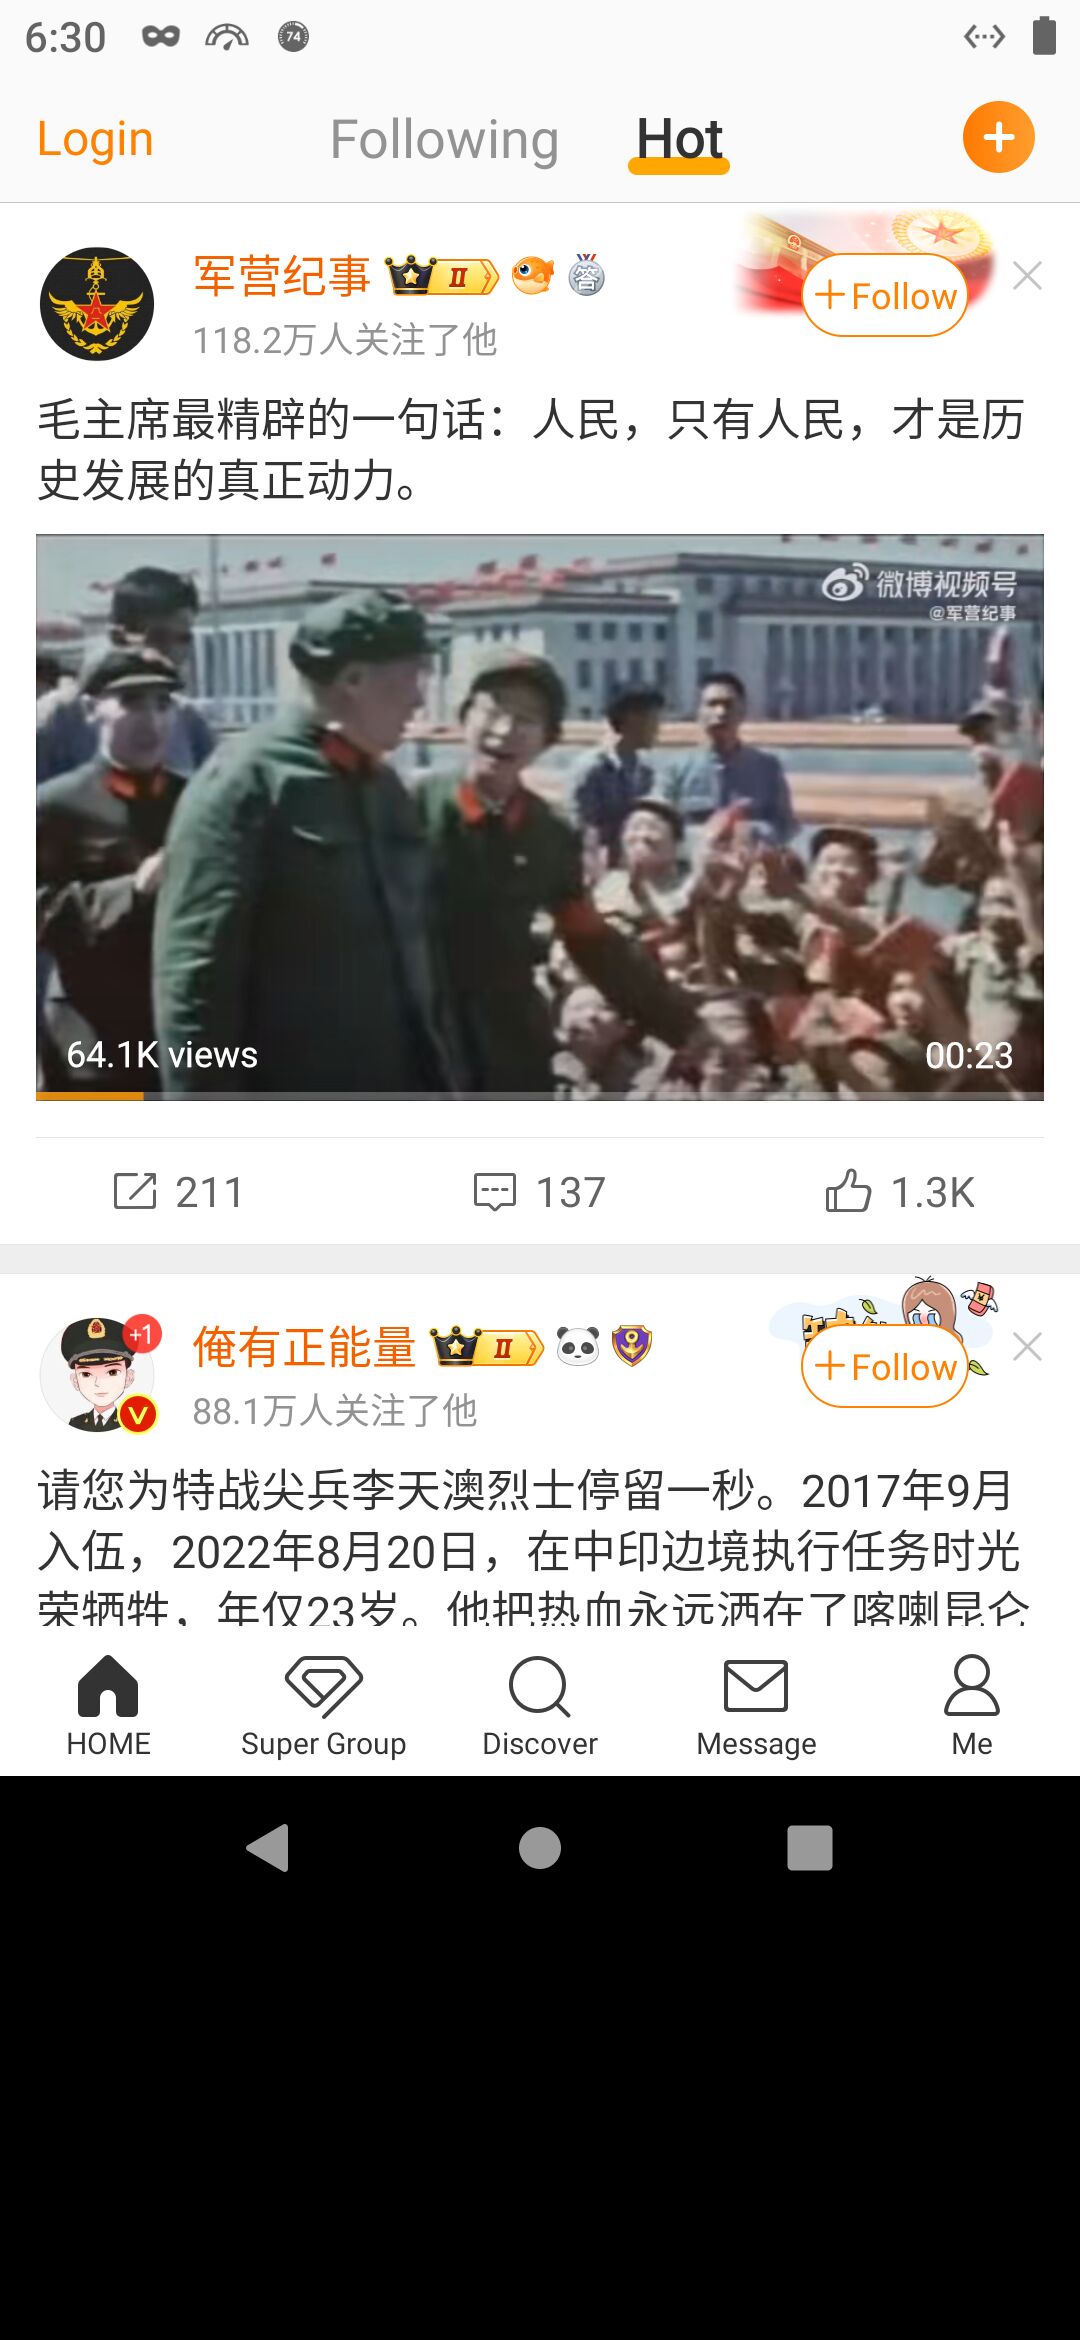 6:30
74
Login
Following
Hot
军营纪事
II
答
+Follow
118.2万人关注了他
毛主席最精辟的一句话：人民，只有人民，才是历
史发展的真正动力。
微博视频号
@军营纪事
64.1K views
00:23
211
137
1.3K
+1
俺有正能量
II
+Follow
V
88.1万人关注了他
请您为特战尖兵李天澳烈士停留一秒。2017年9月
入伍，2022年8月20日，在中印边境执行任务时光
荣牺牲，年仅23岁。他把热血永远洒在了喀喇昆仑
HOME
Super Group
Discover
Message
Me